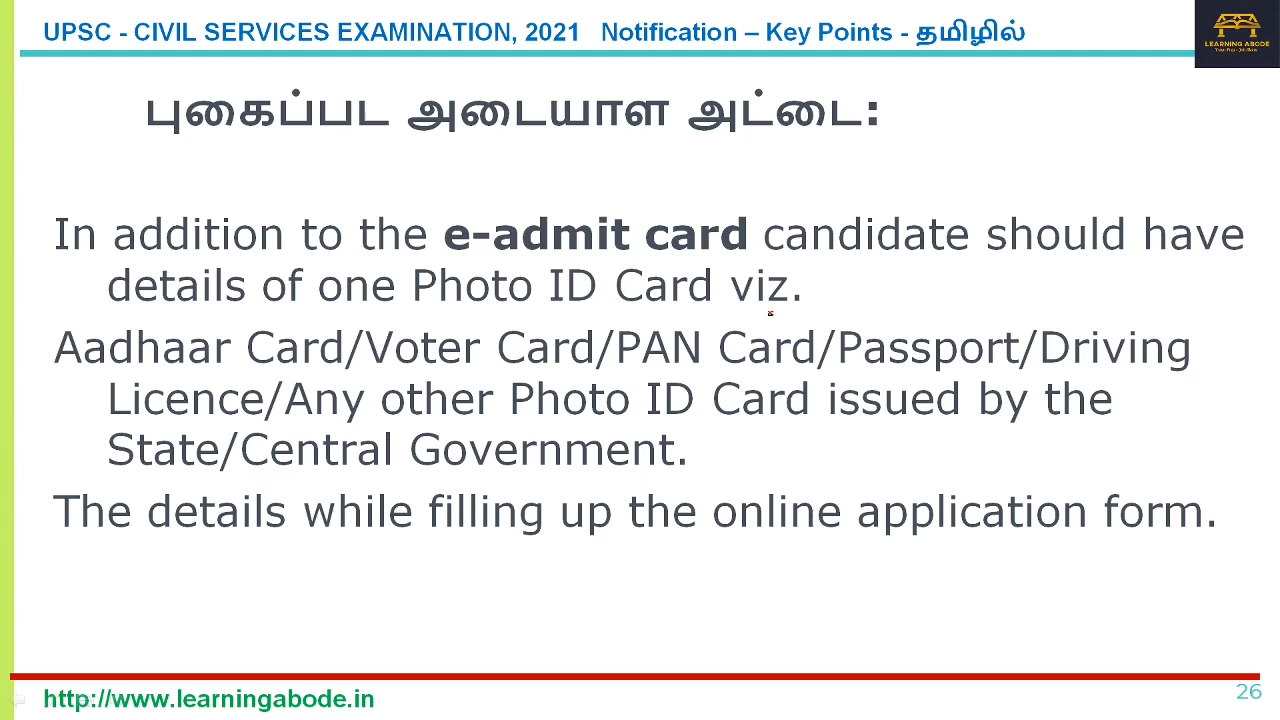 UPSC - CIVIL SERVICES EXAMINATION, 2021 Notification – Key Points - தமிழில்
LEARNING ABODE
புகைப்பட அடையாள அட்டை:
In addition to the e-admit card candidate should have
details of one Photo ID Card viz.
Aadhaar Card/Voter Card/PAN Card/Passport/Driving
Licence/Any other Photo ID Card issued by the
State/Central Government.
The details while filling up the online application form.
http://www.learningabode.in
26